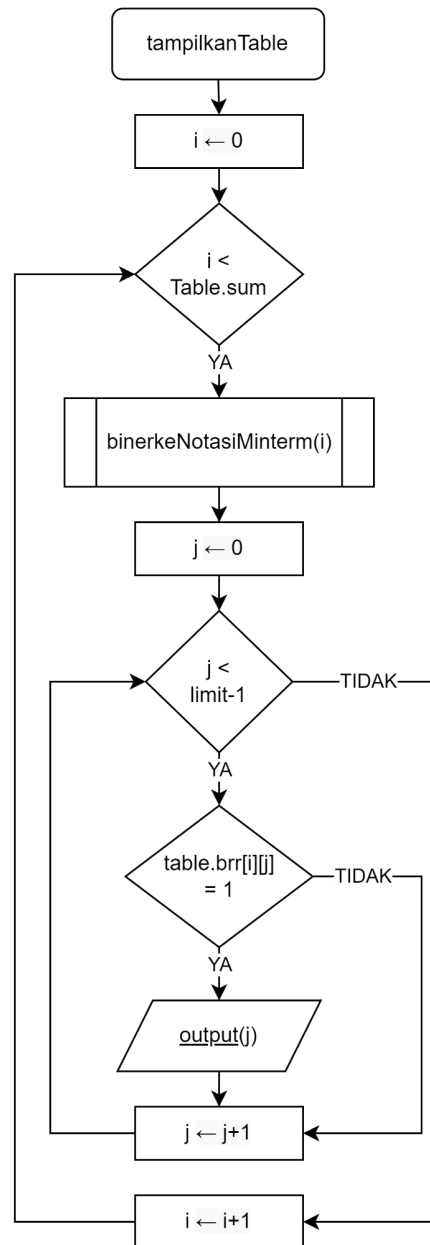 tampilkanTable
i ← 0
i <
Table.sum
YA
binerkeNotasiMinterm(i)
j ← 0
j <
limit-1
TIDAK
YA
table.brr[i][j]
= 1
TIDAK
YA
output(j)
j ← j+1
i ← i+1